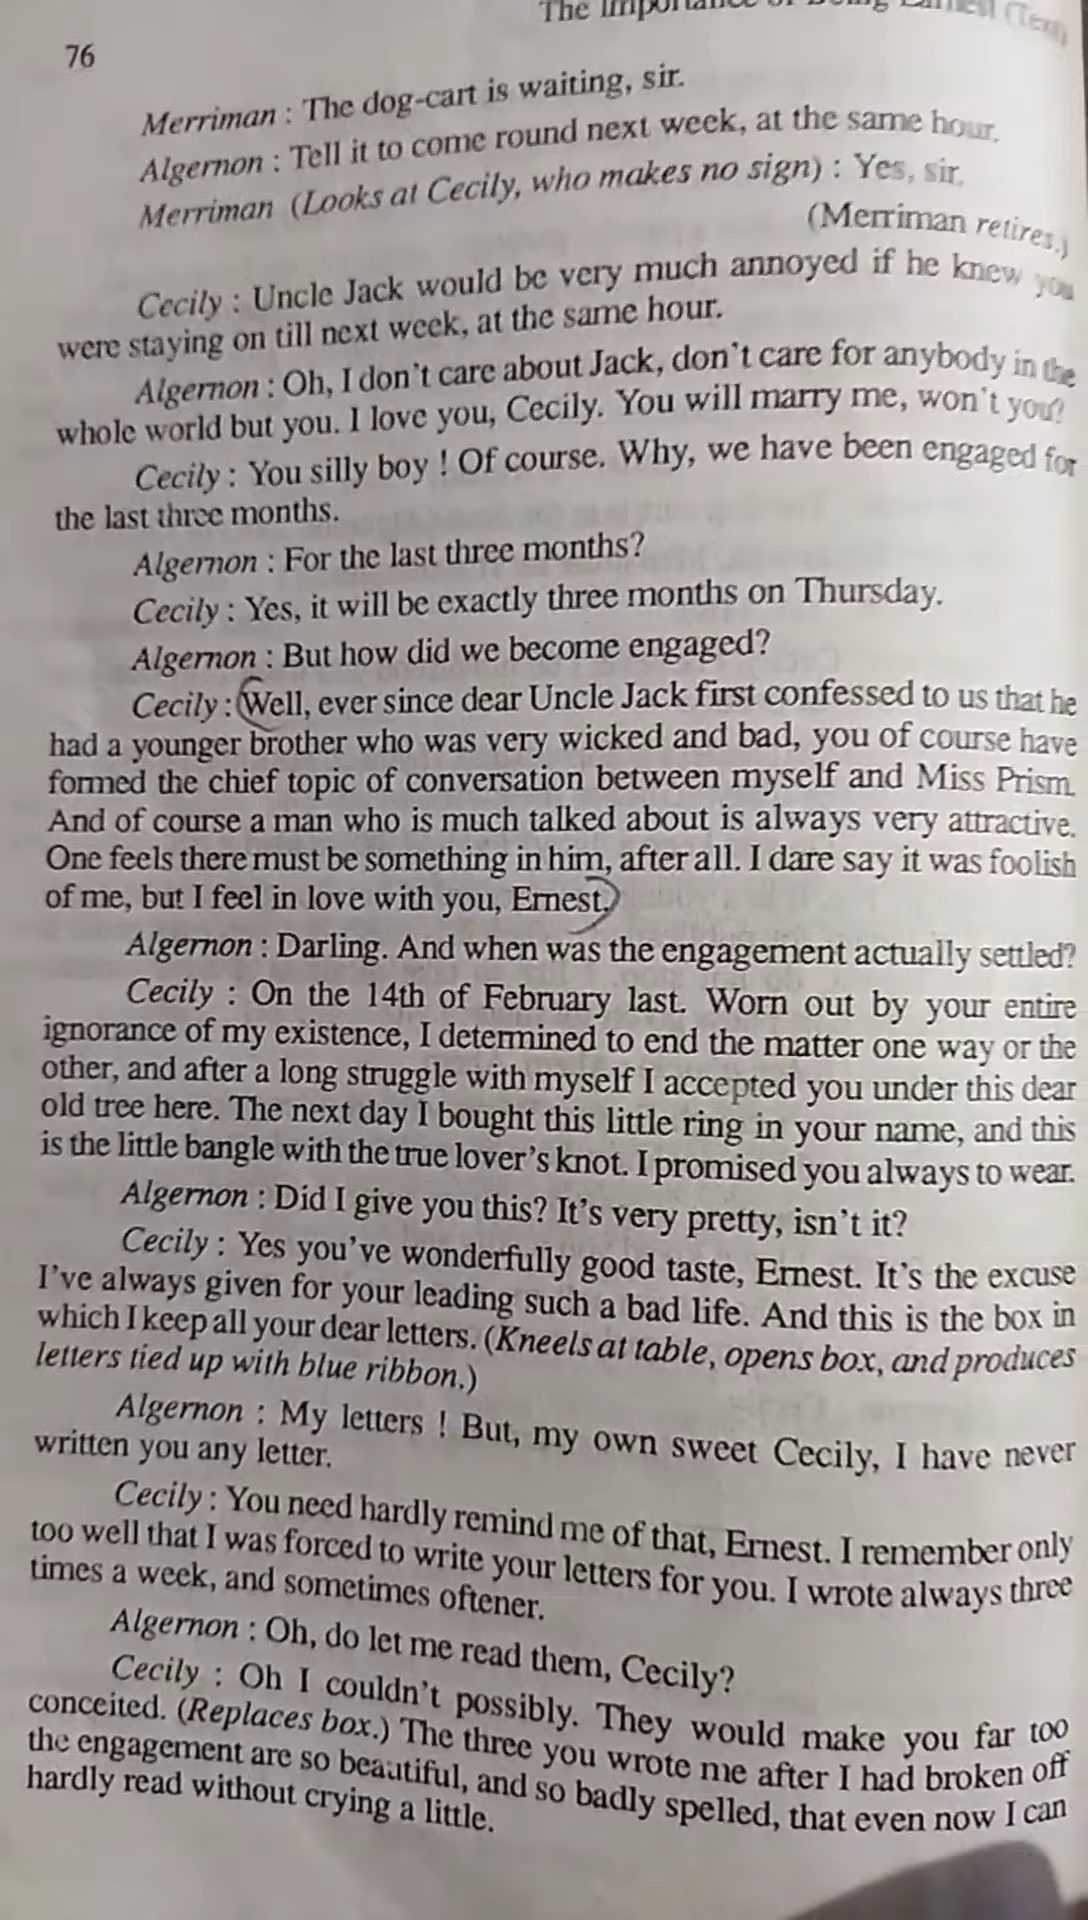 The Importance of Being Earnest (Text)
76
Merriman : The dog-cart is waiting, sir.
Algernon : Tell it to come round next week, at the same hour.
Merriman (Looks at Cecily, who makes no sign) : Yes, sir.
(Merriman retires.)
Cecily : Uncle Jack would be very much annoyed if he knew you
were staying on till next week, at the same hour.
Algernon : Oh, I don't care about Jack, don't care for anybody in the
whole world but you. I love you, Cecily. You will marry me, won't you?
Cecily : You silly boy ! Of course. Why, we have been engaged for
the last three months.
Algernon : For the last three months?
Cecily : Yes, it will be exactly three months on Thursday.
Algernon : But how did we become engaged?
Cecily : Well, ever since dear Uncle Jack first confessed to us that he
had a younger brother who was very wicked and bad, you of course have
formed the chief topic of conversation between myself and Miss Prism.
And of course a man who is much talked about is always very attractive.
One feels there must be something in him, after all. I dare say it was foolish
of me, but I feel in love with you, Ernest.
Algernon : Darling. And when was the engagement actually settled?
Cecily : On the 14th of February last. Worn out by your entire
ignorance of my existence, I determined to end the matter one way or the
other, and after a long struggle with myself I accepted you under this dear
old tree here. The next day I bought this little ring in your name, and this
is the little bangle with the true lover's knot. I promised you always to wear.
Algernon : Did I give you this? It's very pretty, isn't it?
Cecily : Yes you've wonderfully good taste, Ernest. It's the excuse
I've always given for your leading such a bad life. And this is the box in
which I keep all your dear letters. (Kneels at table, opens box, and produces
letters tied up with blue ribbon.)
Algernon : My letters ! But, my own sweet Cecily, I have never
written you any letter.
Cecily : You need hardly remind me of that, Ernest. I remember only
too well that I was forced to write your letters for you. I wrote always three
times a week, and sometimes oftener.
Algernon : Oh, do let me read them, Cecily?
Cecily : Oh I couldn't possibly. They would make you far too
conceited. (Replaces box.) The three you wrote me after I had broken off
the engagement are so beautiful, and so badly spelled, that even now I can
hardly read without crying a little.